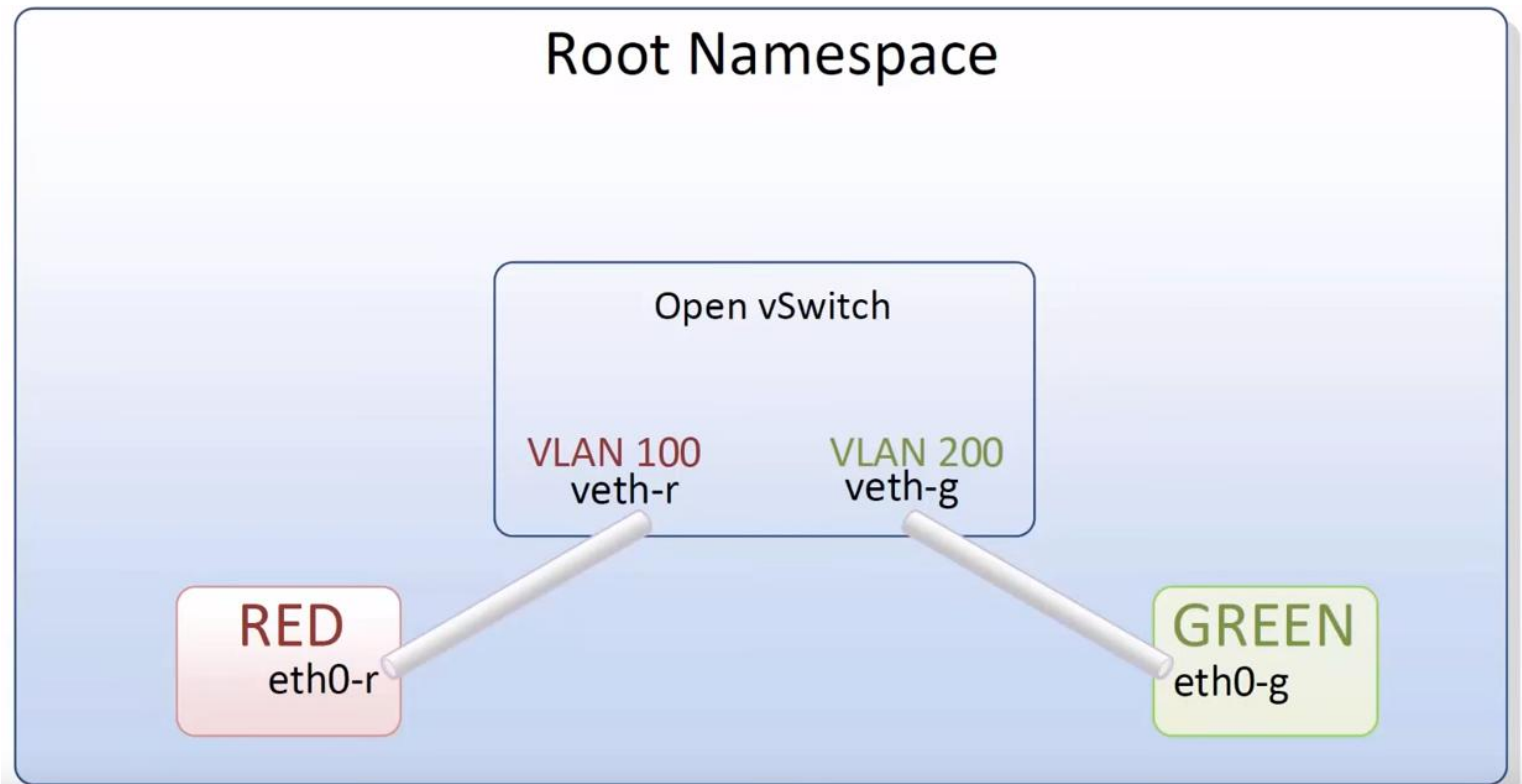 Root Namespace
Open vSwitch
VLAN 100
veth-r
VLAN 200
veth-g
RED
eth0-r
GREEN
eth0-g